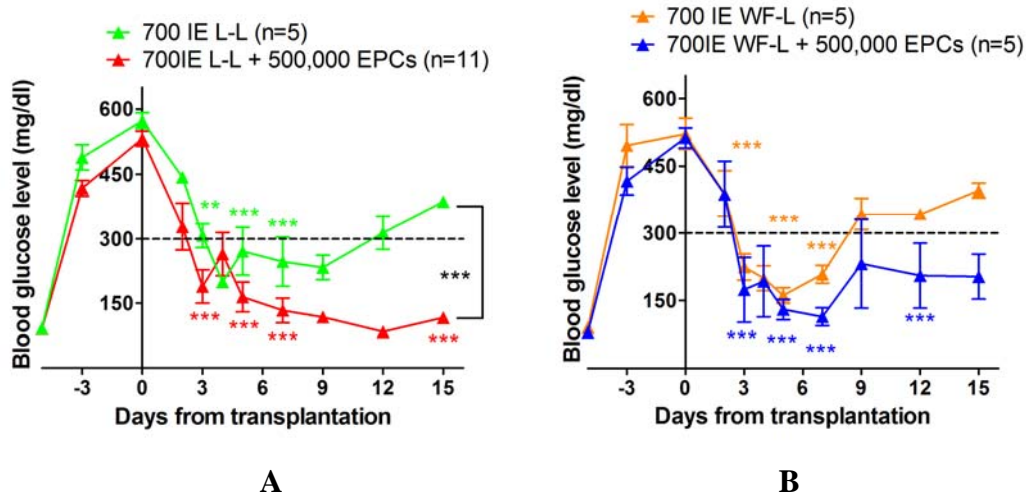 700 IE L-L (n=5)
700IE L-L + 500,000 EPCs (n=11)
Blood glucose level (mg/dl)
600
450
300
150
**
***
***
***
***
***
***
***
-3 0 3 6 9 12 15
Days from transplantation
A
700 IE WF-L (n=5)
700IE WF-L + 500,000 EPCs (n=5)
Blood glucose level (mg/dl)
600
450
300
150
***
***
***
***
***
***
***
-3 0 3 6 9 12 15
Days from transplantation
B